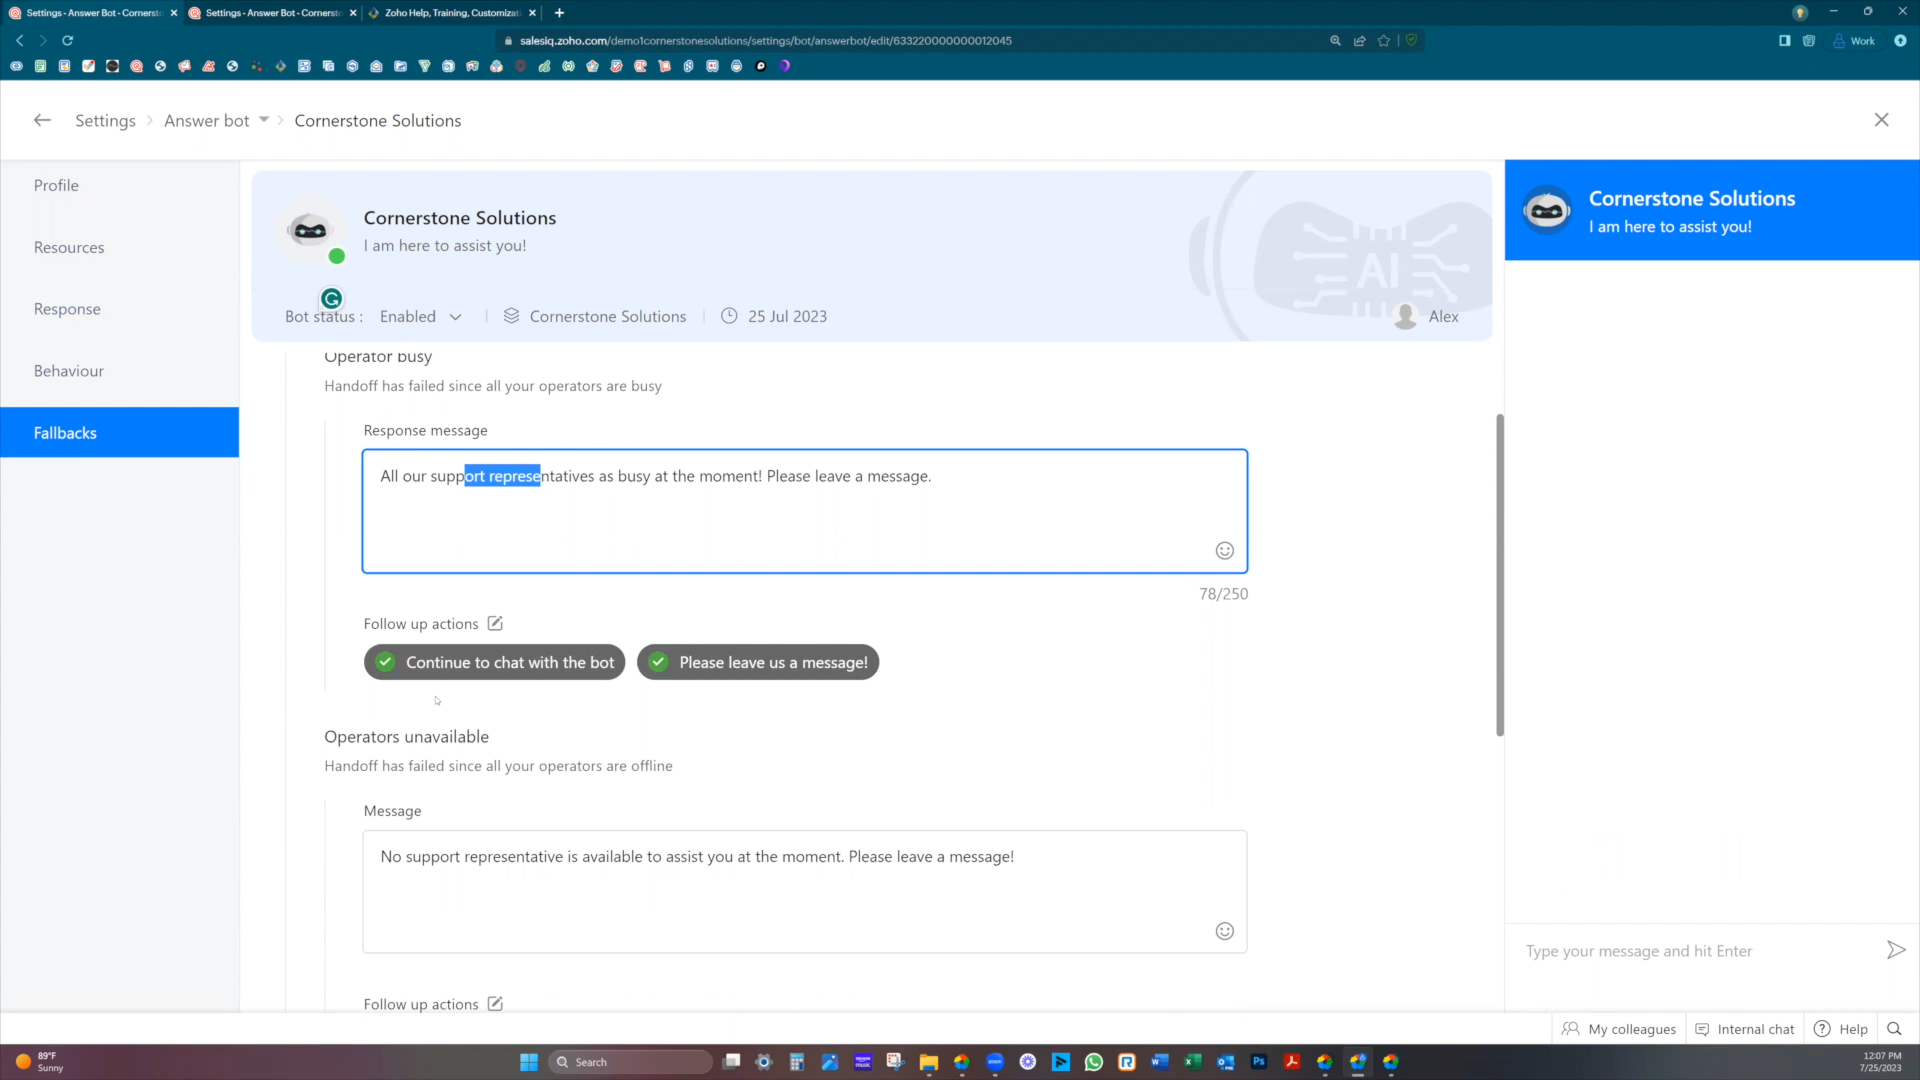 Settings - Answer Bot - Cornerst
Settings - Answer Bot - Cornerst
Zoho Help, Training, Customizat
salesiq.zoho.com/demo1cornerstonesolutions/settings/bot/answerbot/edit/633220000000012045
Work
Settings
Answer bot
Cornerstone Solutions
Profile
Resources
Response
Behaviour
Fallbacks
Cornerstone Solutions
I am here to assist you!
AI
Bot status :
Enabled
Cornerstone Solutions
25 Jul 2023
Alex
Operator busy
Handoff has failed since all your operators are busy
Response message
All our support representatives as busy at the moment! Please leave a message.
78/250
Follow up actions
Continue to chat with the bot
Please leave us a message!
Operators unavailable
Handoff has failed since all your operators are offline
Message
No support representative is available to assist you at the moment. Please leave a message!
Follow up actions
Cornerstone Solutions
I am here to assist you!
Type your message and hit Enter
My colleagues
Internal chat
Help
89°F
Sunny
Search
12:07 PM
7/25/2023